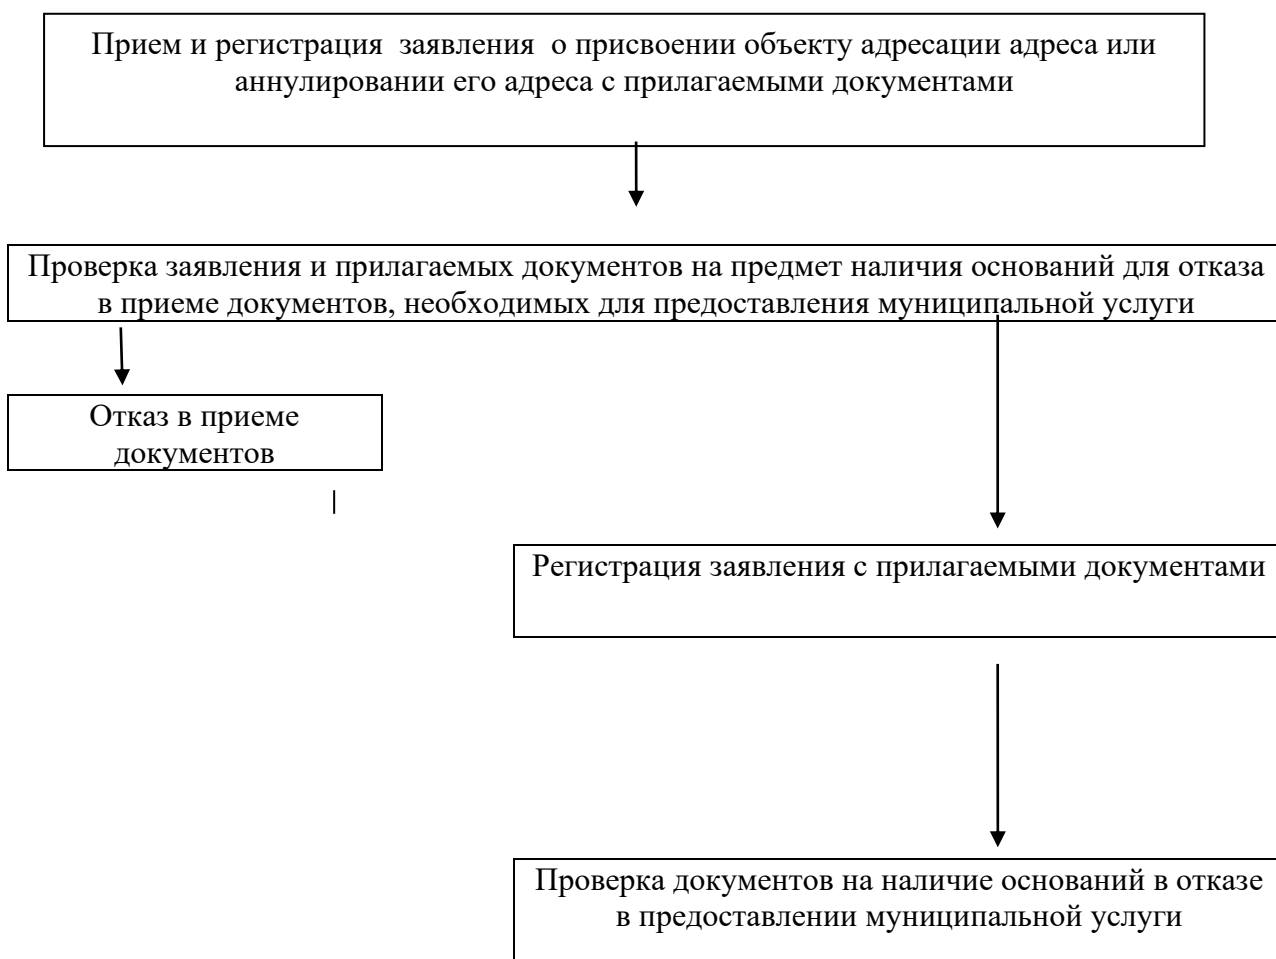 Прием и регистрация  заявления  о присвоении объекту адресации адреса или
аннулировании его адреса с прилагаемыми документами
Проверка заявления и прилагаемых документов на предмет наличия оснований для отказа
в приеме документов, необходимых для предоставления муниципальной услуги
Отказ в приеме
документов
Регистрация заявления с прилагаемыми документами
Проверка документов на наличие оснований в отказе
в предоставлении муниципальной услуги